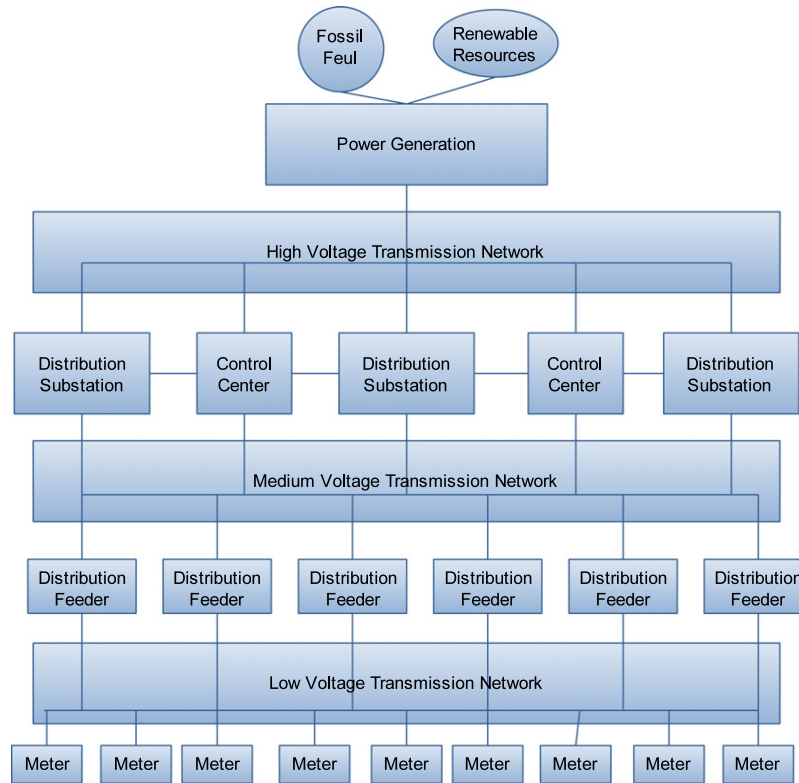 Fossil
Feul
Renewable
Resources
Power Generation
High Voltage Transmission Network
Distribution
Substation
Control
Center
Distribution
Substation
Control
Center
Distribution
Substation
Medium Voltage Transmission Network
Distribution
Feeder
Distribution
Feeder
Distribution
Feeder
Distribution
Feeder
Distribution
Feeder
Distribution
Feeder
Low Voltage Transmission Network
Meter
Meter
Meter
Meter
Meter
Meter
Meter
Meter
Meter